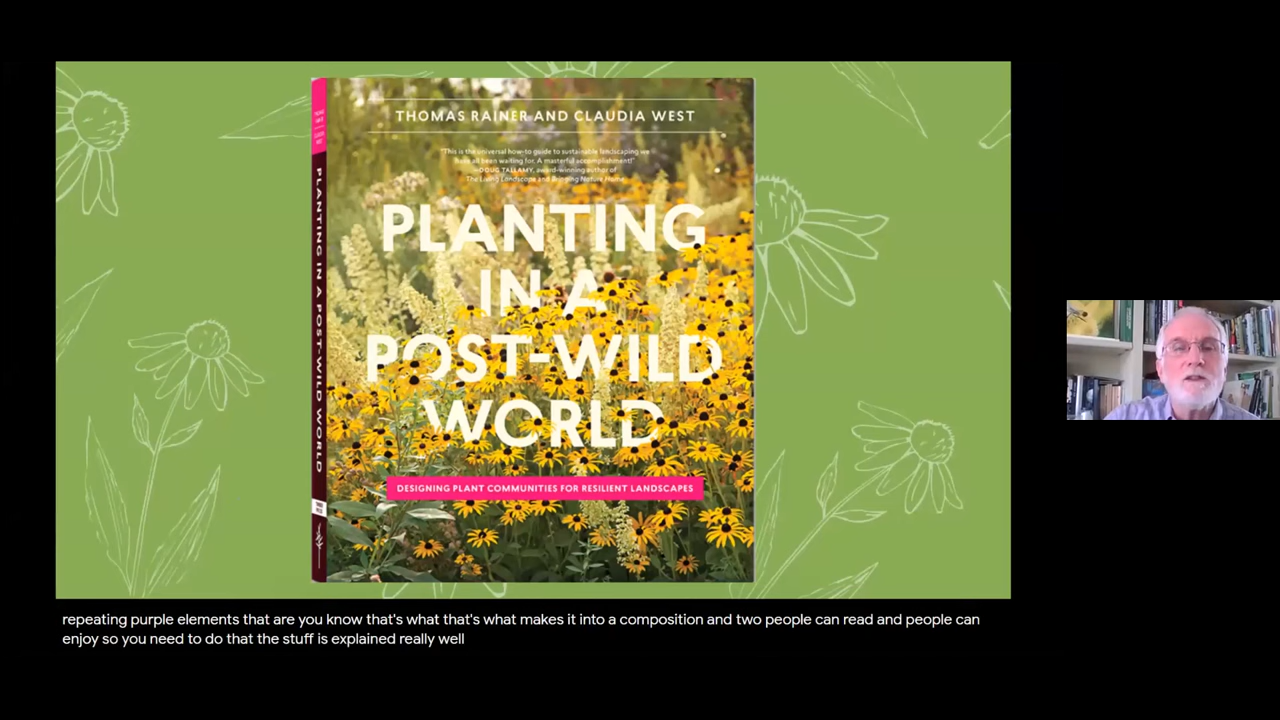 THOMAS RAINER AND CLAUDIA WEST
"This is the universal how-to guide to sustainable landscaping we
have all been waiting for. A masterful accomplishment!"
—DOUG TALLAMY, award-winning author of
The Living Landscape and Bringing Nature Home
PLANTING
IN A
POST-WILD
WORLD
DESIGNING PLANT COMMUNITIES FOR RESILIENT LANDSCAPES
PLANTING IN A POST-WILD WORLD
repeating purple elements that are you know that's what that's what makes it into a composition and two people can read and people can
enjoy so you need to do that the stuff is explained really well